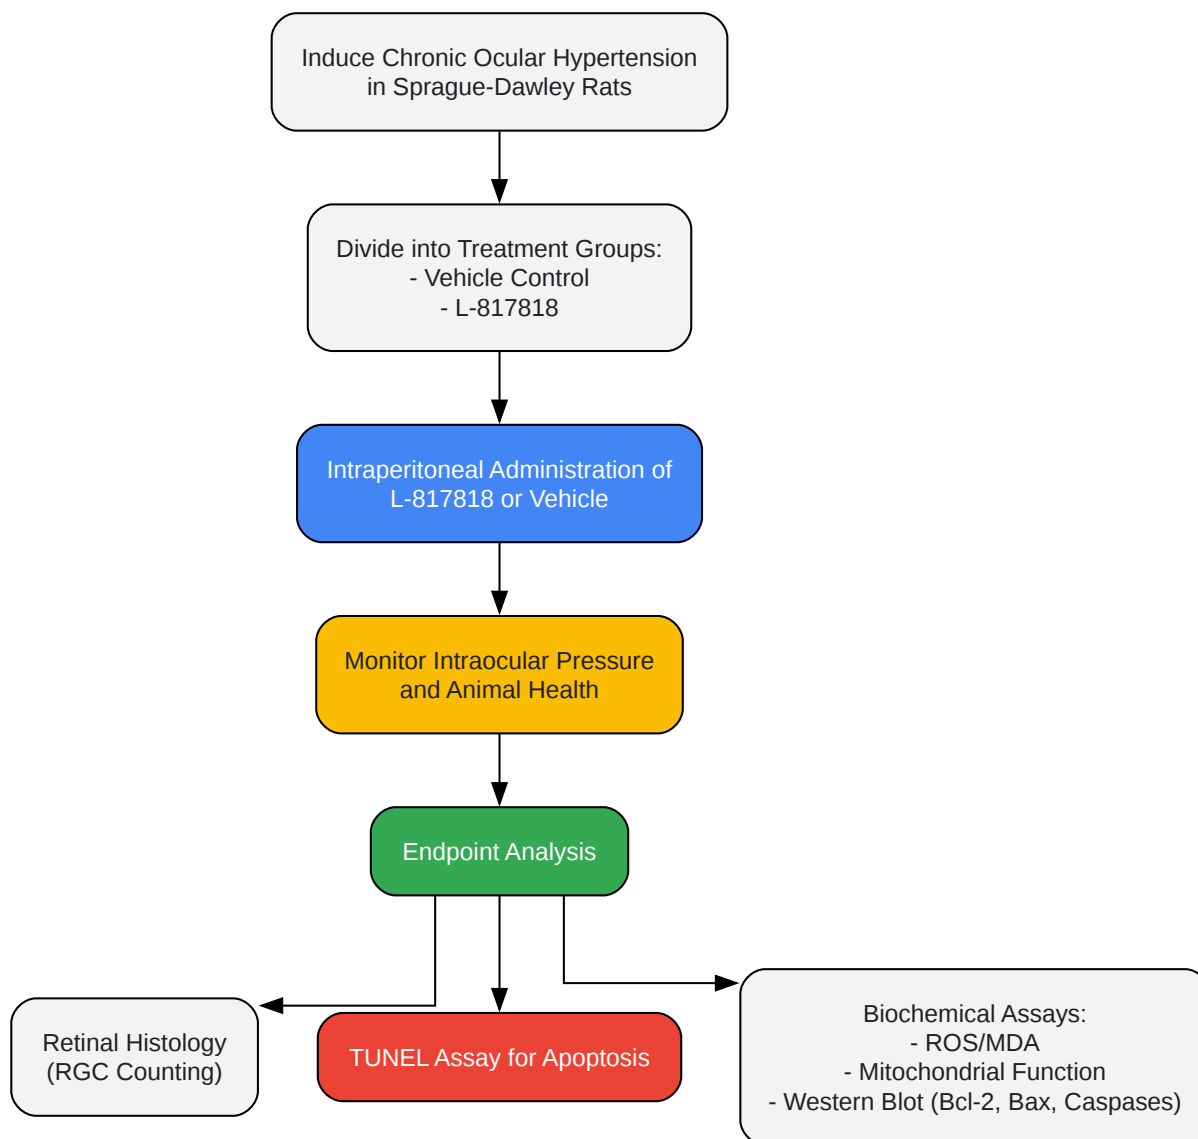 Induce Chronic Ocular Hypertension
in Sprague-Dawley Rats
Divide into Treatment Groups:
- Vehicle Control
- L-817818
Intraperitoneal Administration of
L-817818 or Vehicle
Monitor Intraocular Pressure
and Animal Health
Endpoint Analysis
Retinal Histology
(RGC Counting)
TUNEL Assay for Apoptosis
Biochemical Assays:
- ROS/MDA
- Mitochondrial Function
- Western Blot (Bcl-2, Bax, Caspases)